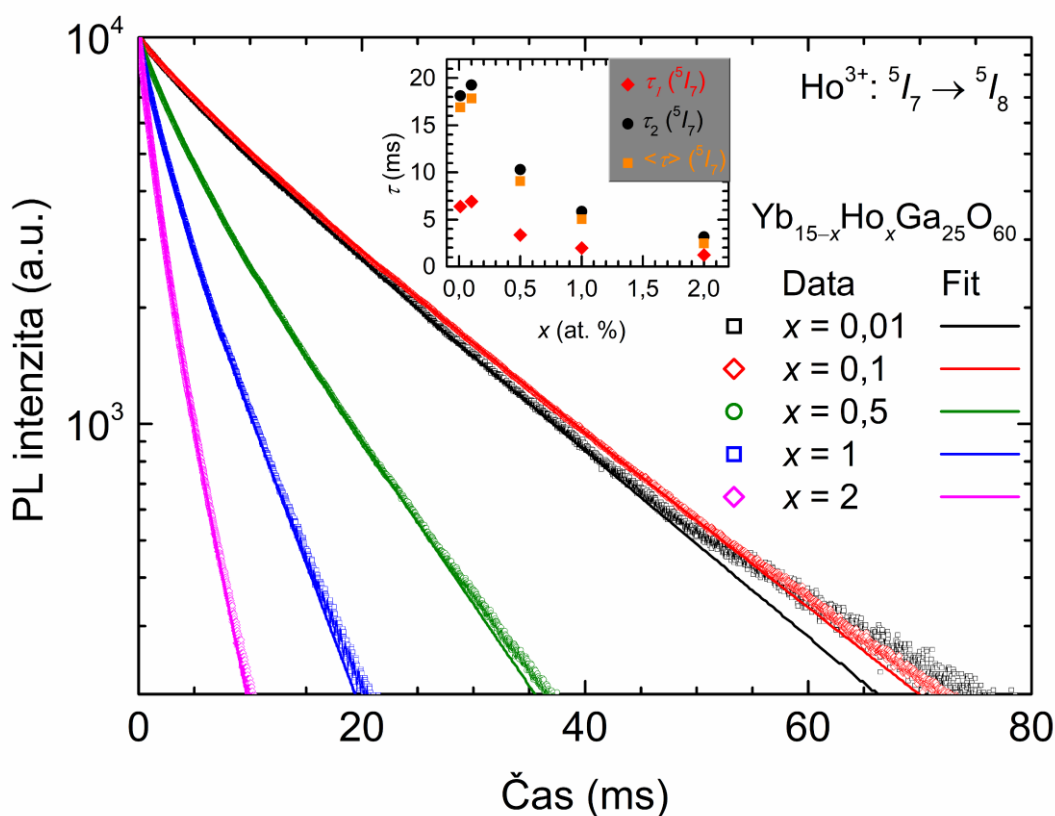 10⁴
10³
PL intenzita (a.u.)
0 20 40 60 80
Čas (ms)
Ho³⁺: ⁵I₇ → ⁵I₈
Yb₁₅₋ₓHoₓGa₂₅O₆₀
Data Fit
x = 0,01
x = 0,1
x = 0,5
x = 1
x = 2
20
15
10
5
0
τ (ms)
0,0 0,5 1,0 1,5 2,0
x (at. %)
τ₁ (⁵I₇)
τ₂ (⁵I₇)
<τ> (⁵I₇)